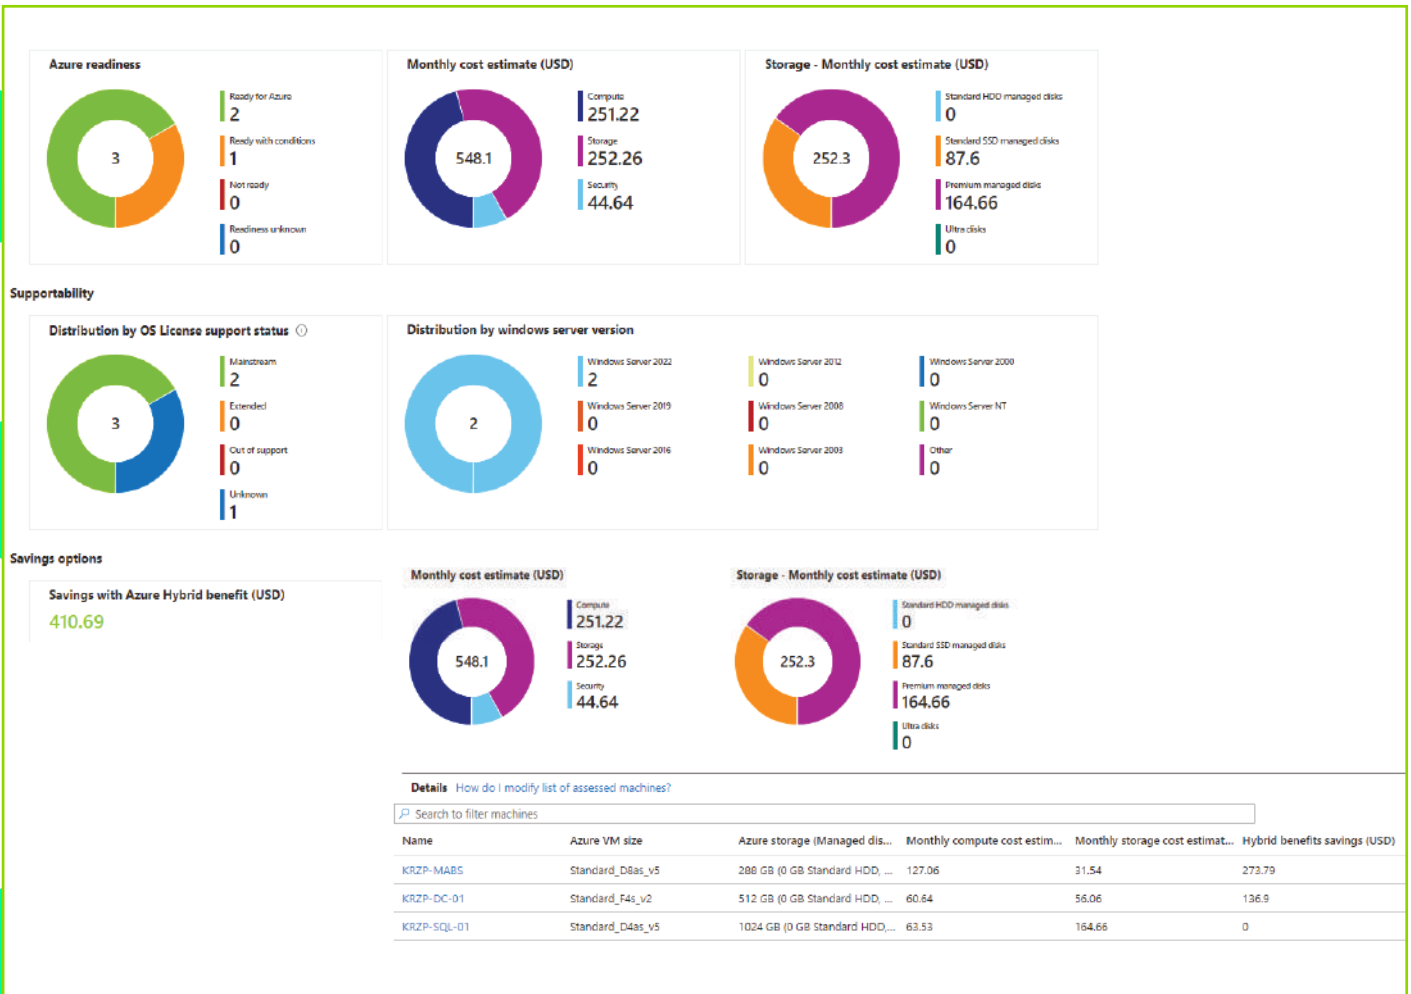 Azure readiness
3
Ready for Azure
2
Ready with conditions
1
Not ready
0
Readiness unknown
0
Monthly cost estimate (USD)
548.1
Compute
251.22
Storage
252.26
Security
44.64
Storage - Monthly cost estimate (USD)
252.3
Standard HDD managed disks
0
Standard SSD managed disks
87.6
Premium managed disks
164.66
Ultra disks
0
Supportability
Distribution by OS License support status
3
Mainstream
2
Extended
0
Out of support
0
Unknown
1
Distribution by windows server version
2
Windows Server 2022
2
Windows Server 2019
0
Windows Server 2016
0
Windows Server 2012
0
Windows Server 2008
0
Windows Server 2003
0
Windows Server 2000
0
Windows Server NT
0
Other
0
Savings options
Savings with Azure Hybrid benefit (USD)
410.69
Monthly cost estimate (USD)
548.1
Compute
251.22
Storage
252.26
Security
44.64
Storage - Monthly cost estimate (USD)
252.3
Standard HDD managed disks
0
Standard SSD managed disks
87.6
Premium managed disks
164.66
Ultra disks
0
Details How do I modify list of assessed machines?
Search to filter machines
Name Azure VM size Azure storage (Managed dis... Monthly compute cost estim... Monthly storage cost estimat... Hybrid benefits savings (USD)
KRZP-MABS Standard_D8as_v5 288 GB (0 GB Standard HDD, ... 127.06 31.54 273.79
KRZP-DC-01 Standard_F4s_v2 512 GB (0 GB Standard HDD, ... 60.64 56.06 136.9
KRZP-SQL-01 Standard_D4as_v5 1024 GB (0 GB Standard HDD,... 63.53 164.66 0